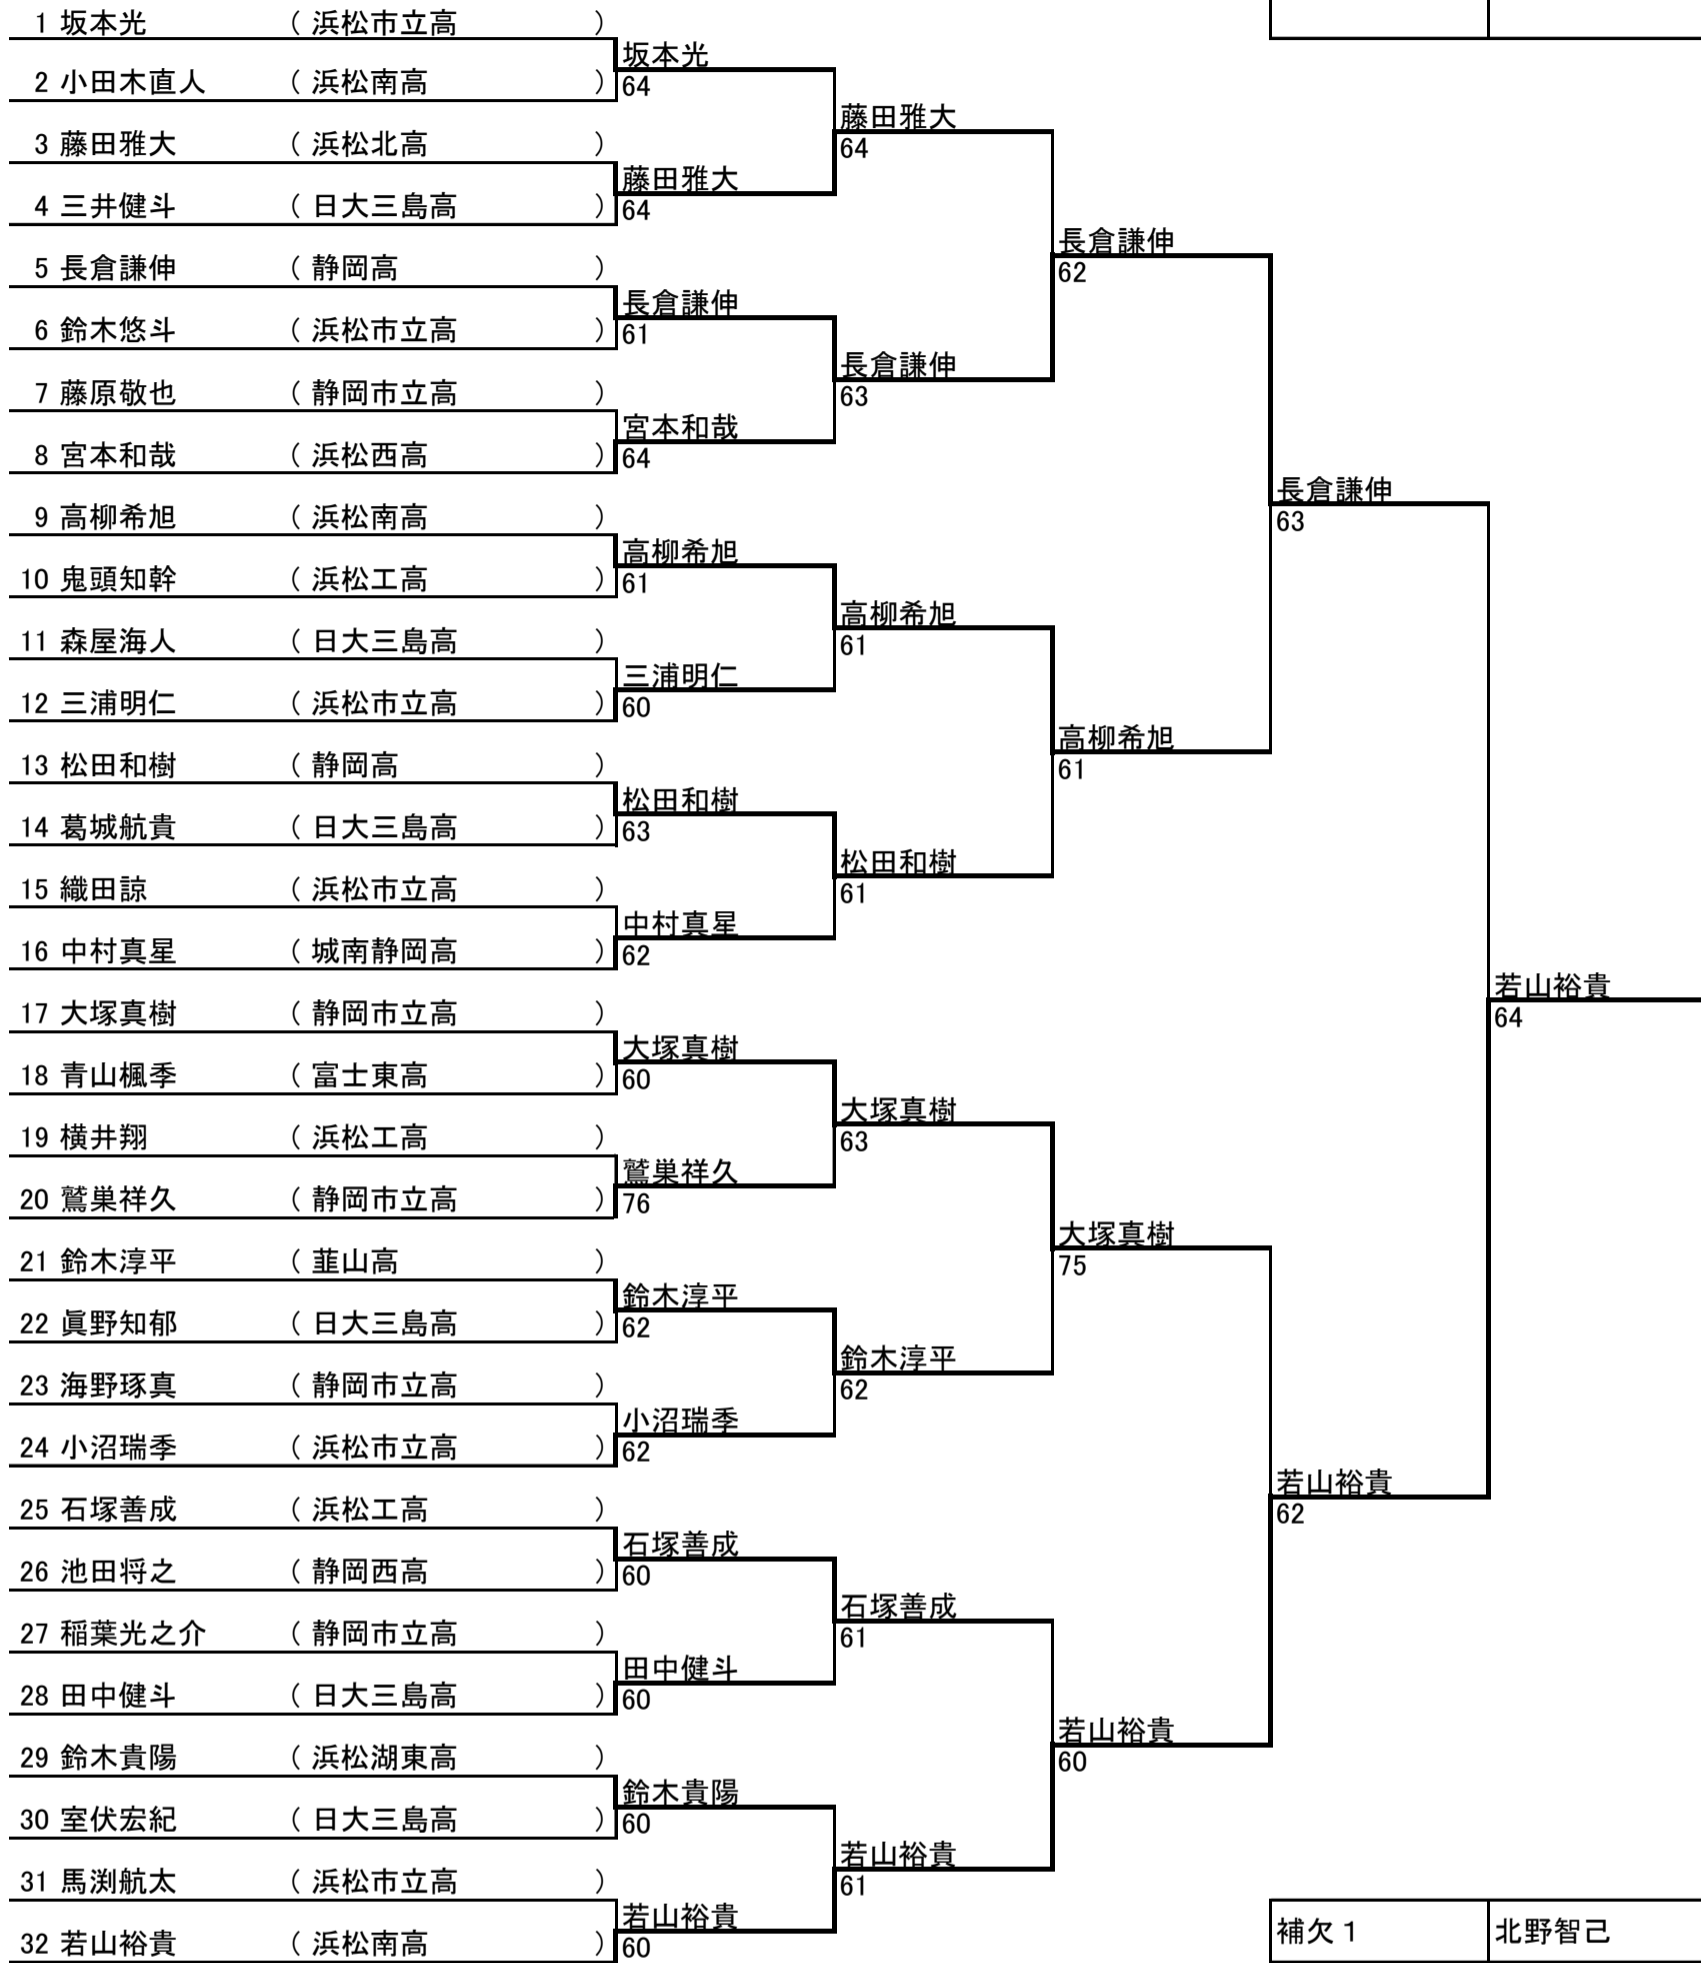 1 坂本光 ( 浜松市立高 )
坂本光
64
2 小田木直人 ( 浜松南高 )
藤田雅大
64
3 藤田雅大 ( 浜松北高 )
藤田雅大
64
4 三井健斗 ( 日大三島高 )
長倉謙伸
62
5 長倉謙伸 ( 静岡高 )
長倉謙伸
61
6 鈴木悠斗 ( 浜松市立高 )
長倉謙伸
63
7 藤原敬也 ( 静岡市立高 )
宮本和哉
64
8 宮本和哉 ( 浜松西高 )
長倉謙伸
63
9 高柳希旭 ( 浜松南高 )
高柳希旭
61
10 鬼頭知幹 ( 浜松工高 )
高柳希旭
61
11 森屋海人 ( 日大三島高 )
三浦明仁
60
12 三浦明仁 ( 浜松市立高 )
高柳希旭
61
13 松田和樹 ( 静岡高 )
松田和樹
63
14 葛城航貴 ( 日大三島高 )
松田和樹
61
15 織田諒 ( 浜松市立高 )
中村真星
62
16 中村真星 ( 城南静岡高 )
若山裕貴
64
17 大塚真樹 ( 静岡市立高 )
大塚真樹
60
18 青山楓季 ( 富士東高 )
大塚真樹
63
19 横井翔 ( 浜松工高 )
鷲巣祥久
76
20 鷲巣祥久 ( 静岡市立高 )
大塚真樹
75
21 鈴木淳平 ( 韮山高 )
鈴木淳平
62
22 眞野知郁 ( 日大三島高 )
鈴木淳平
62
23 海野琢真 ( 静岡市立高 )
小沼瑞季
62
24 小沼瑞季 ( 浜松市立高 )
若山裕貴
62
25 石塚善成 ( 浜松工高 )
石塚善成
60
26 池田将之 ( 静岡西高 )
石塚善成
61
27 稲葉光之介 ( 静岡市立高 )
田中健斗
60
28 田中健斗 ( 日大三島高 )
若山裕貴
60
29 鈴木貴陽 ( 浜松湖東高 )
鈴木貴陽
60
30 室伏宏紀 ( 日大三島高 )
若山裕貴
61
31 馬渕航太 ( 浜松市立高 )
若山裕貴
60
32 若山裕貴 ( 浜松南高 )
補欠 1 北野智己